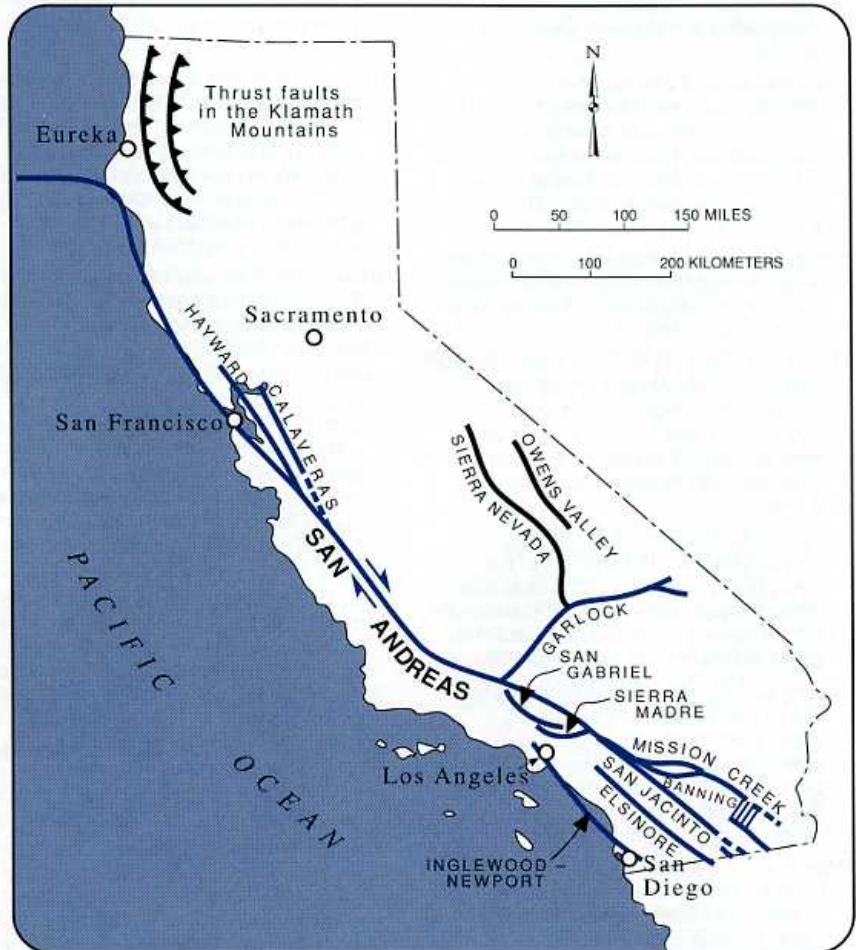 Thrust faults
in the Klamath
Mountains
N
Eureka
0 50 100 150 MILES
0 100 200 KILOMETERS
Sacramento
HAYWARD
CALAVERAS
San Francisco
SIERRA NEVADA
OWENS VALLEY
SAN
ANDREAS
PACIFIC
OCEAN
GARLOCK
SAN
GABRIEL
SIERRA
MADRE
MISSION CREEK
BANNING
SAN JACINTO
ELSINORE
Los Angeles
INGLEWOOD –
NEWPORT
San
Diego